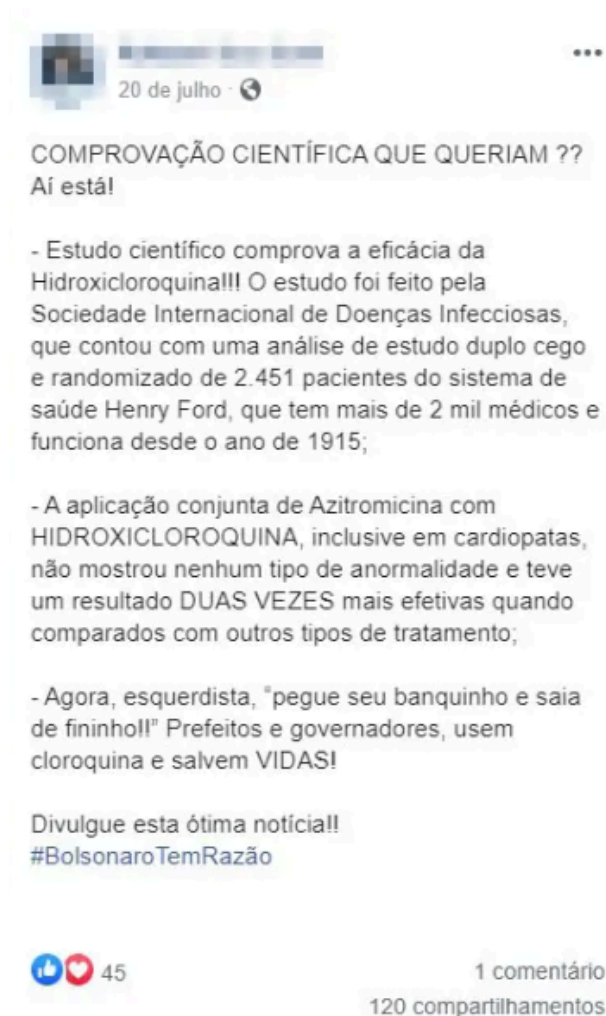 20 de julho ·
COMPROVAÇÃO CIENTÍFICA QUE QUERIAM ??
Aí está!
- Estudo científico comprova a eficácia da
Hidroxicloroquina!!! O estudo foi feito pela
Sociedade Internacional de Doenças Infecciosas,
que contou com uma análise de estudo duplo cego
e randomizado de 2.451 pacientes do sistema de
saúde Henry Ford, que tem mais de 2 mil médicos e
funciona desde o ano de 1915;
- A aplicação conjunta de Azitromicina com
HIDROXICLOROQUINA, inclusive em cardiopatas,
não mostrou nenhum tipo de anormalidade e teve
um resultado DUAS VEZES mais efetivas quando
comparados com outros tipos de tratamento;
- Agora, esquerdista, "pegue seu banquinho e saia
de fininho!!" Prefeitos e governadores, usem
cloroquina e salvem VIDAS!
Divulgue esta ótima notícia!!
#BolsonaroTemRazão
45
1 comentário
120 compartilhamentos